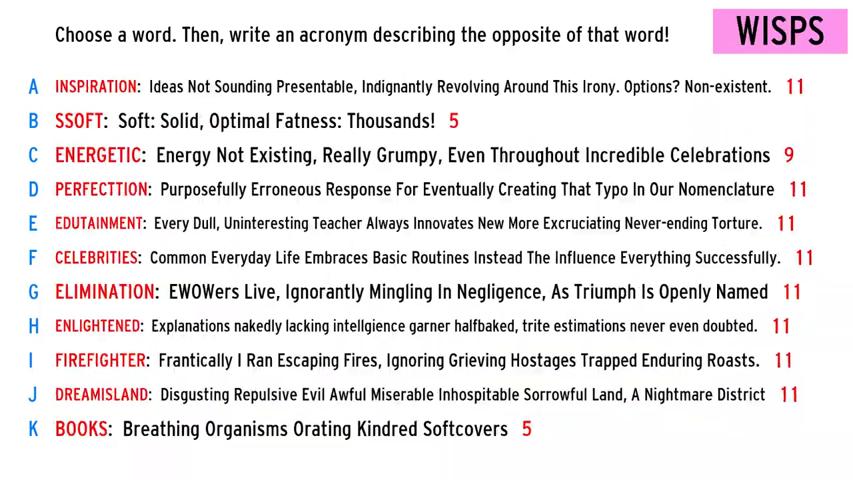 Choose a word. Then, write an acronym describing the opposite of that word!
WISPS
A INSPIRATION: Ideas Not Sounding Presentable, Indignantly Revolving Around This Irony. Options? Non-existent. 11
B SSOFT: Soft: Solid, Optimal Fatness: Thousands! 5
C ENERGETIC: Energy Not Existing, Really Grumpy, Even Throughout Incredible Celebrations 9
D PERFECTTION: Purposefully Erroneous Response For Eventually Creating That Typo In Our Nomenclature 11
E EDUTAINMENT: Every Dull, Uninteresting Teacher Always Innovates New More Excruciating Never-ending Torture. 11
F CELEBRITIES: Common Everyday Life Embraces Basic Routines Instead The Influence Everything Successfully. 11
G ELIMINATION: EWOWers Live, Ignorantly Mingling In Negligence, As Triumph Is Openly Named 11
H ENLIGHTENED: Explanations nakedly lacking intellgience garner halfbaked, trite estimations never even doubted. 11
I FIREFIGHTER: Frantically I Ran Escaping Fires, Ignoring Grieving Hostages Trapped Enduring Roasts. 11
J DREAMISLAND: Disgusting Repulsive Evil Awful Miserable Inhospitable Sorrowful Land, A Nightmare District 11
K BOOKS: Breathing Organisms Orating Kindred Softcovers 5